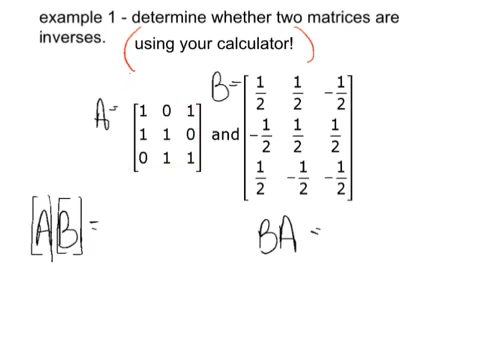 example 1 - determine whether two matrices are
inverses. using your calculator!
A= [1 0 1
1 1 0
0 1 1]
and
B= [1/2 1/2 -1/2
-1/2 1/2 1/2
1/2 -1/2 -1/2]
[A][B] =
BA =